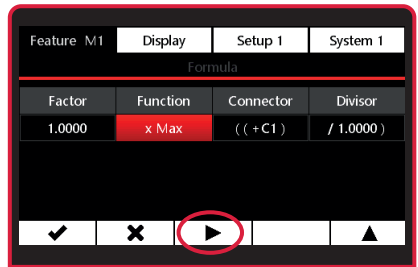 Feature M1 Display Setup 1 System 1
Formula
Factor Function Connector Divisor
1.0000 x Max ( ( +C1 ) / 1.0000 )